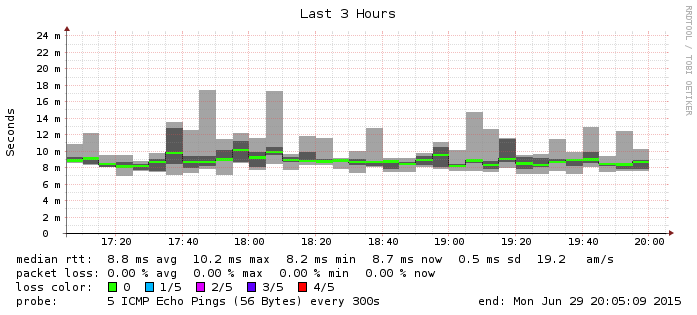 Last 3 Hours
RRDTOOL / TOBI OETIKER
Seconds
24 m
22 m
20 m
18 m
16 m
14 m
12 m
10 m
8 m
6 m
4 m
2 m
0
17:20 17:40 18:00 18:20 18:40 19:00 19:20 19:40 20:00
median rtt: 8.8 ms avg 10.2 ms max 8.2 ms min 8.7 ms now 0.5 ms sd 19.2 am/s
packet loss: 0.00 % avg 0.00 % max 0.00 % min 0.00 % now
loss color: 0 1/5 2/5 3/5 4/5
probe: 5 ICMP Echo Pings (56 Bytes) every 300s end: Mon Jun 29 20:05:09 2015